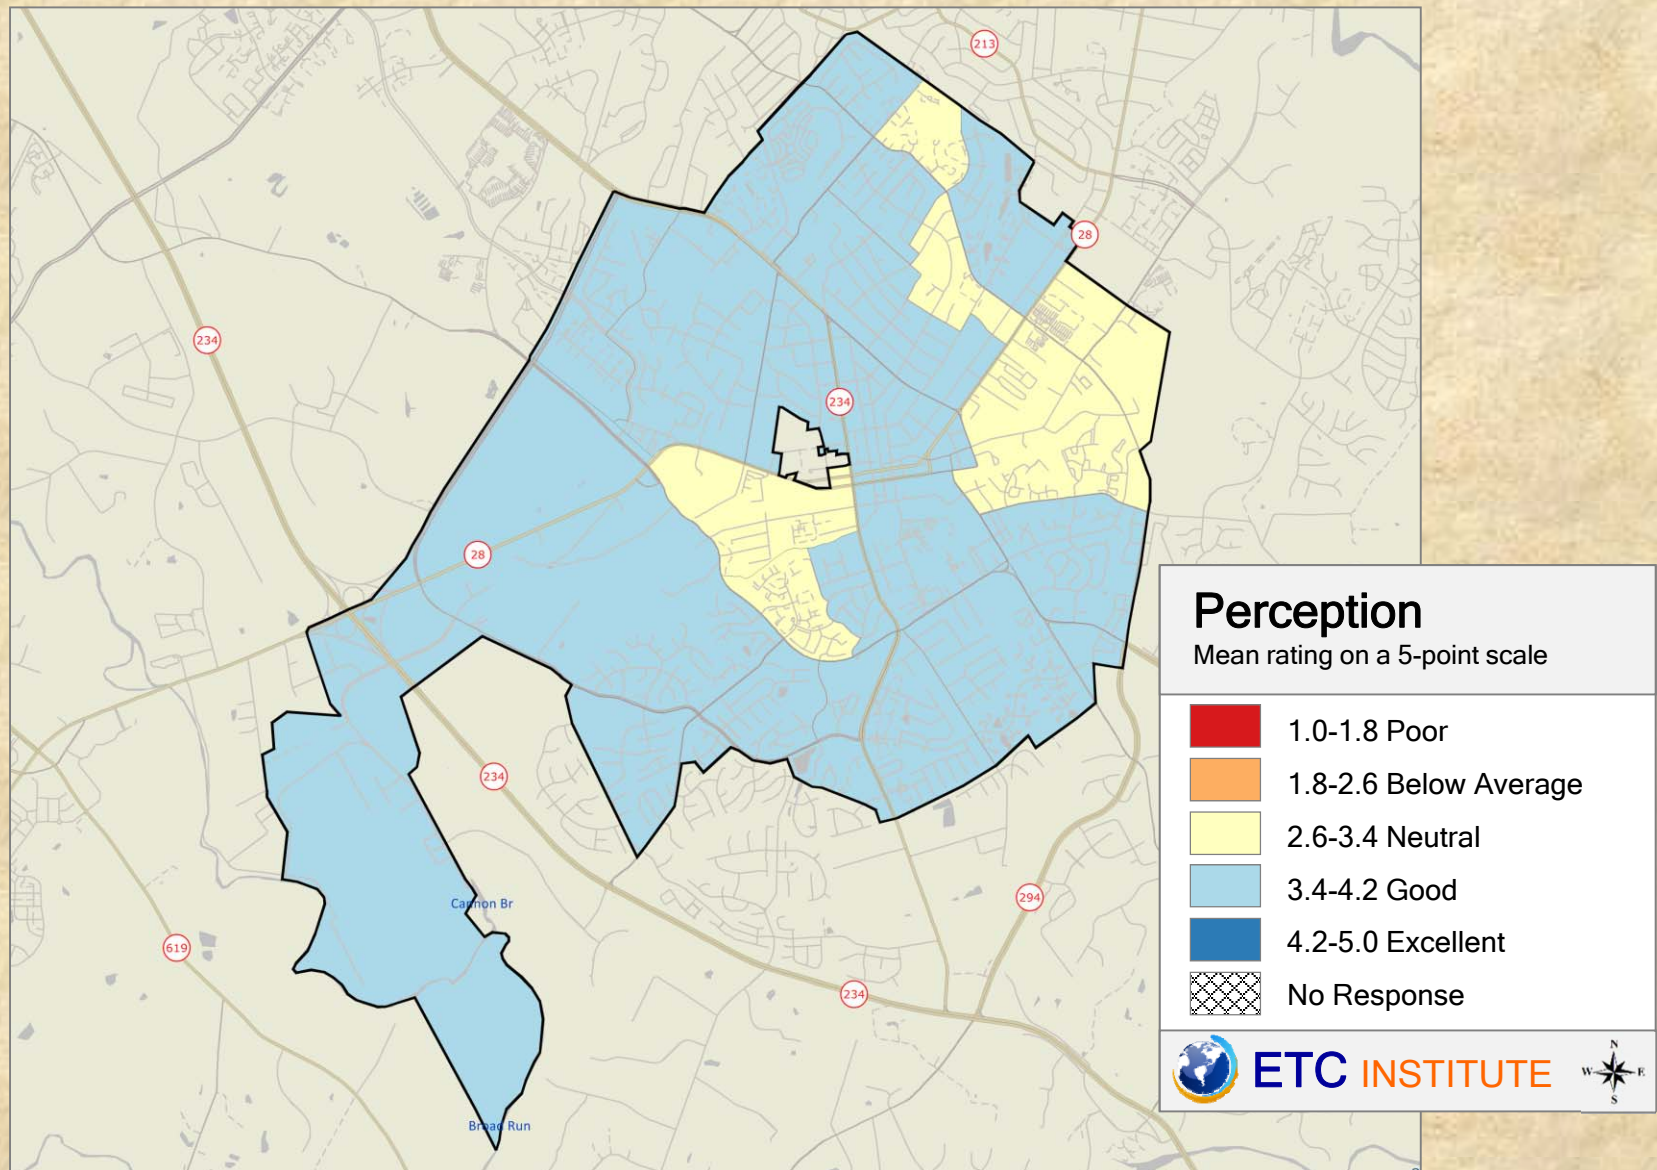 213
28
234
234
28
234
294
Cannon Br
619
234
Broad Run
Perception
Mean rating on a 5-point scale
1.0-1.8 Poor
1.8-2.6 Below Average
2.6-3.4 Neutral
3.4-4.2 Good
4.2-5.0 Excellent
No Response
ETC INSTITUTE
N
W E
S